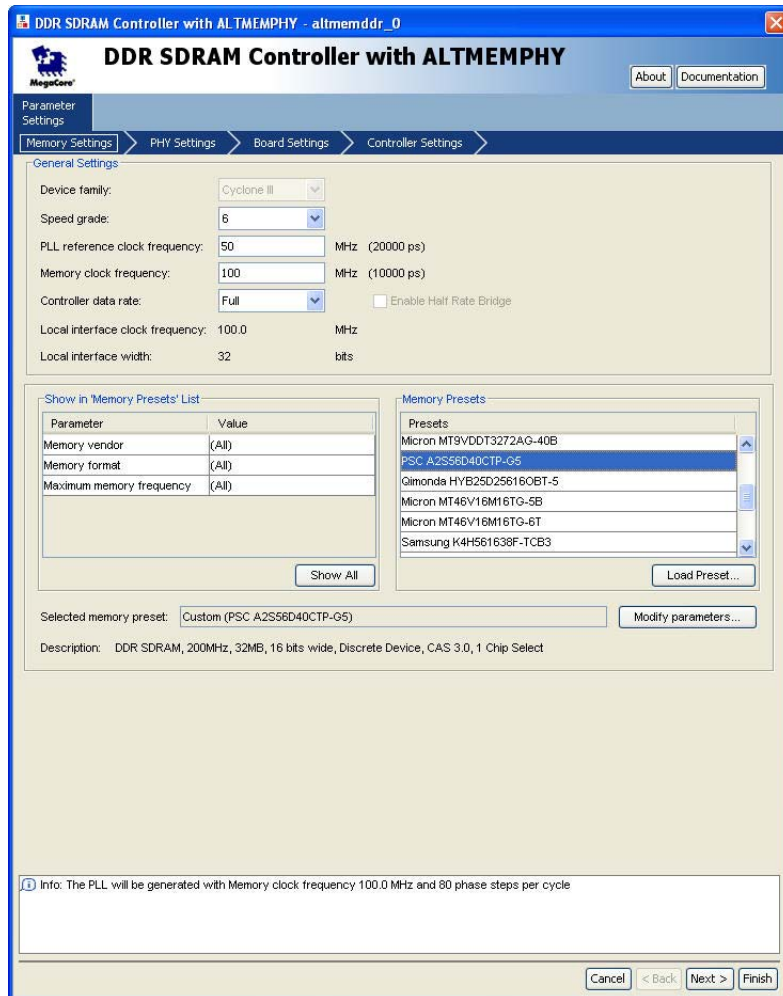 DDR SDRAM Controller with ALTMEMPHY - altmemddr_0
DDR SDRAM Controller with ALTMEMPHY
MegaCore®
About Documentation
Parameter
Settings
Memory Settings PHY Settings Board Settings Controller Settings
General Settings
Device family: Cyclone III
Speed grade: 6
PLL reference clock frequency: 50 MHz (20000 ps)
Memory clock frequency: 100 MHz (10000 ps)
Controller data rate: Full Enable Half Rate Bridge
Local interface clock frequency: 100.0 MHz
Local interface width: 32 bits
Show in 'Memory Presets' List
Parameter Value
Memory vendor (All)
Memory format (All)
Maximum memory frequency (All)
Show All
Memory Presets
Presets
Micron MT9VDDT3272AG-40B
PSC A2S56D40CTP-G5
Qimonda HYB25D25616OBT-5
Micron MT46V16M16TG-5B
Micron MT46V16M16TG-6T
Samsung K4H561638F-TCB3
Load Preset...
Selected memory preset: Custom (PSC A2S56D40CTP-G5) Modify parameters...
Description: DDR SDRAM, 200MHz, 32MB, 16 bits wide, Discrete Device, CAS 3.0, 1 Chip Select
Info: The PLL will be generated with Memory clock frequency 100.0 MHz and 80 phase steps per cycle
Cancel < Back Next > Finish